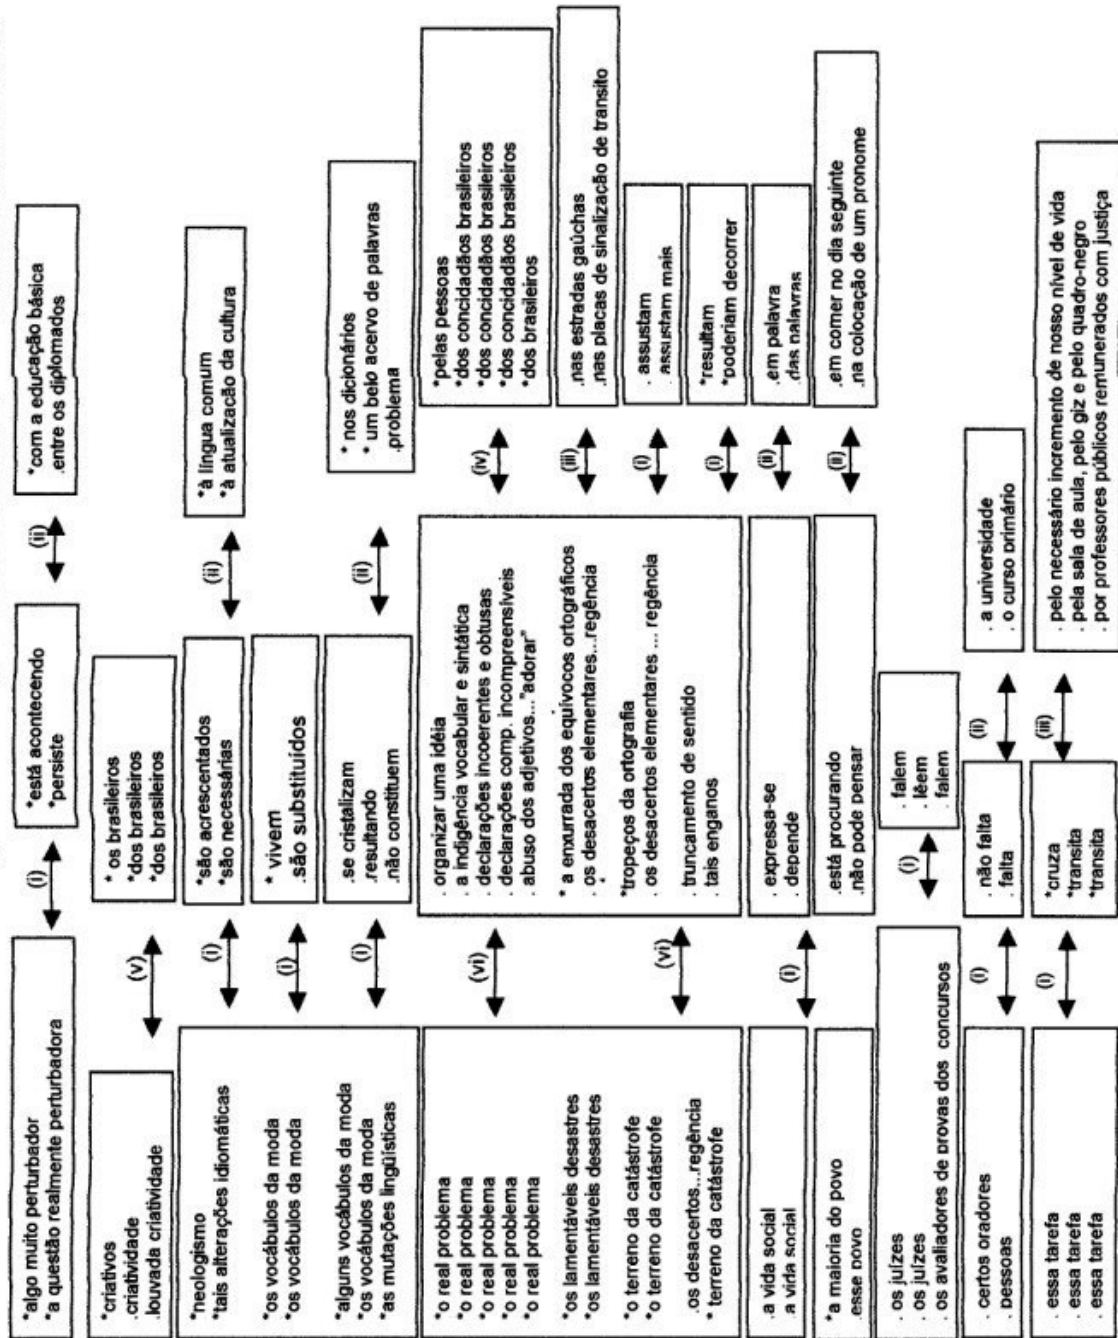 *algo muito perturbador
*a questão realmente perturbadora
(i)
*está acontecendo
*persiste
(ii)
*com a educação básica
.entre os diplomados
*criativos
.criatividade
.louvada criatividade
(v)
* os brasileiros
*dos brasileiros
*dos brasileiros
*neologismo
*tais alterações idiomáticas
*os vocábulos da moda
*os vocábulos da moda
*alguns vocábulos da moda
*os vocábulos da moda
*as mutações lingüísticas
(i)
*são acrescentados
*são necessárias
(ii)
*à língua comum
*à atualização da cultura
(i)
* vivem
.são substituídos
(i)
.se cristalizam
.resultando
.não constituem
(ii)
* nos dicionários
* um belo acervo de palavras
.problema
*o real problema
*o real problema
*o real problema
*o real problema
*o real problema
*os lamentáveis desastres
*os lamentáveis desastres
*o terreno da catástrofe
*o terreno da catástrofe
.os desacertos...regência
* terreno da catástrofe
(vi)
(vi)
. organizar uma idéia
. a indigência vocabular e sintática
. declarações incoerentes e obtusas
. declarações comp. incompreensíveis
. abuso dos adjetivos..."adorar"
* a enxurrada dos equívocos ortográficos
. os desacertos elementares...regência
*tropeços da ortografia
. os desacertos elementares ... regência
. truncamento de sentido
. tais enganos
(iv)
*pelas pessoas
*dos concidadãos brasileiros
*dos concidadãos brasileiros
*dos concidadãos brasileiros
*dos brasileiros
(iii)
.nas estradas gaúchas
.nas placas de sinalização de transito
(i)
. assustam
. assustam mais
(i)
*resultam
*poderiam decorrer
.a vida social
.a vida social
(i)
. expressa-se
. depende
(ii)
.em palavra
.das palavras
* a maioria do povo
.esse povo
.está procurando
.não pode pensar
(ii)
.em comer no dia seguinte
.na colocação de um pronome
. os juízes
. os juízes
. os avaliadores de provas dos concursos
(i)
. falem
. lêem
. falem
. certos oradores
. pessoas
(i)
. não falta
. falta
(ii)
. a universidade
. o curso primário
. essa tarefa
. essa tarefa
. essa tarefa
(i)
*cruza
*transita
*transita
(iii)
. pelo necessário incremento de nosso nível de vida
. pela sala de aula, pelo giz e pelo quadro-negro
. por professores públicos remunerados com justiça